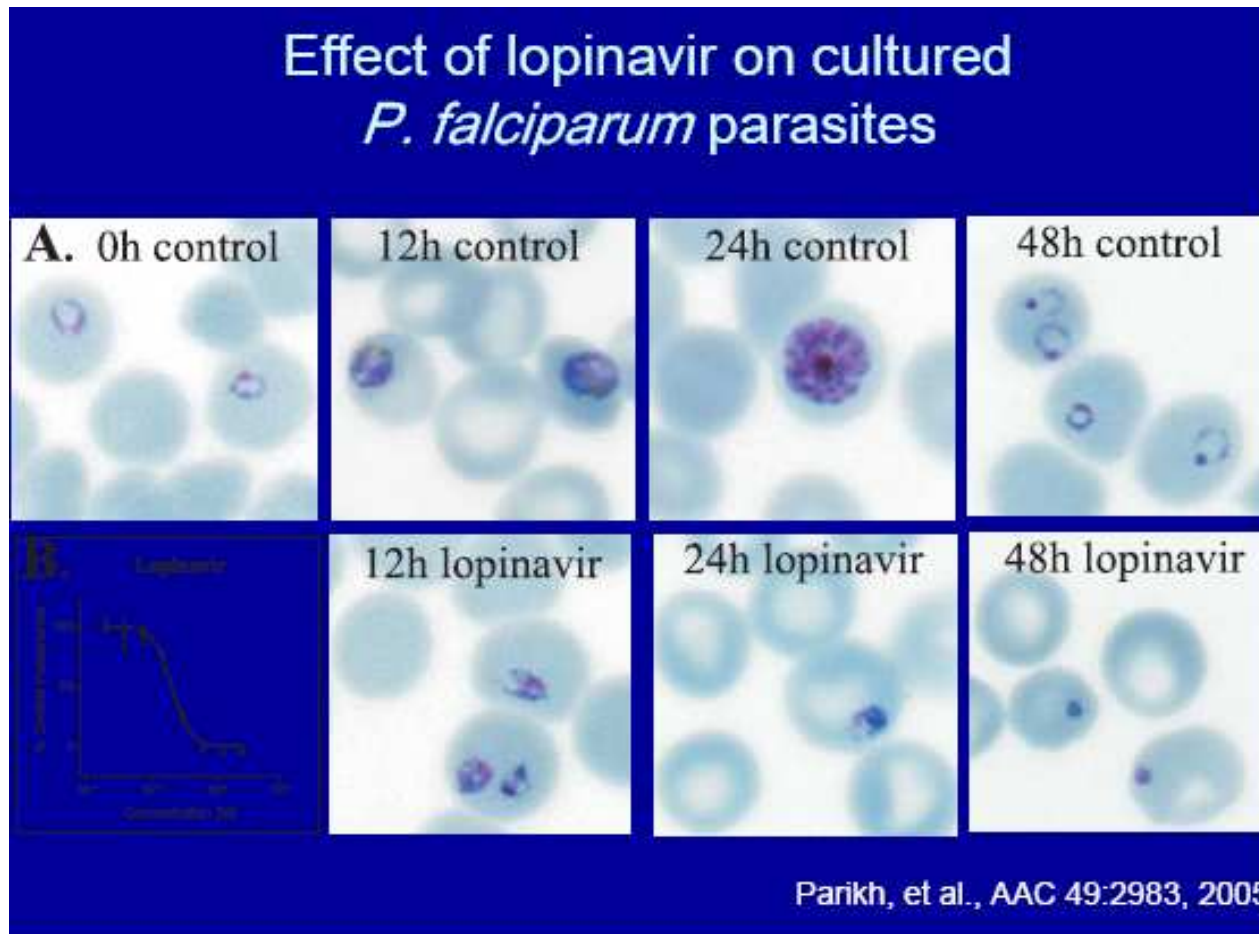 Effect of lopinavir on cultured
P. falciparum parasites
A. 0h control
12h control
24h control
48h control
B.
Lopinavir
12h lopinavir
24h lopinavir
48h lopinavir
Parikh, et al., AAC 49:2983, 2005